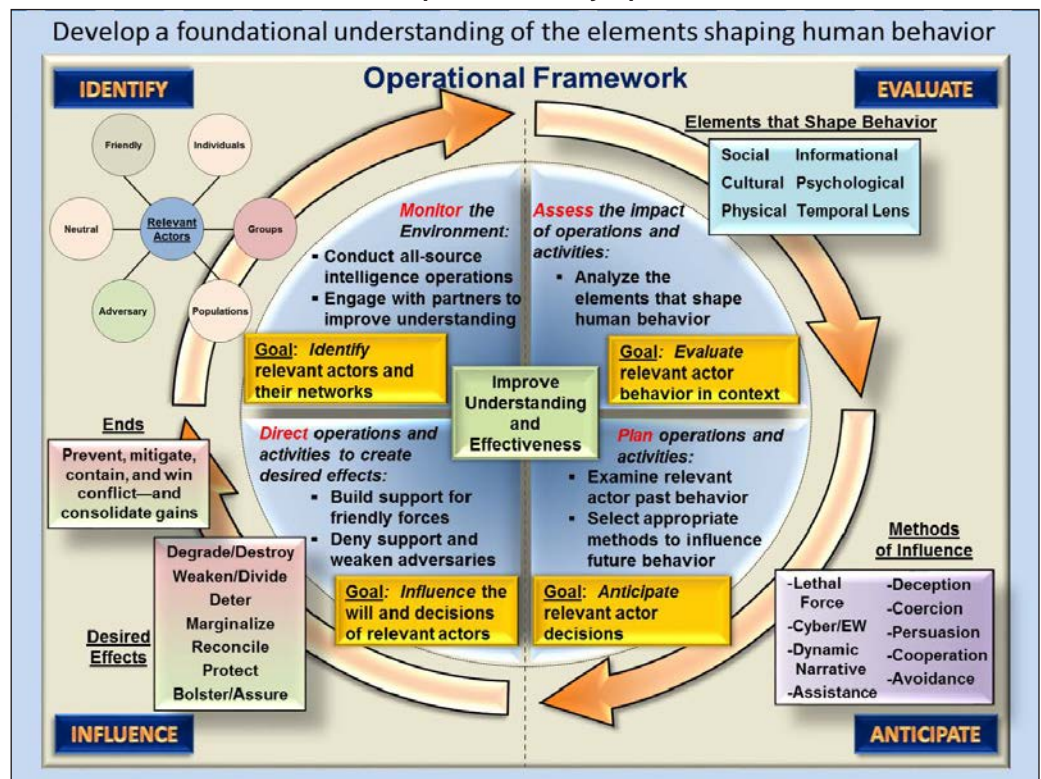 Develop a foundational understanding of the elements shaping human behavior
Operational Framework
IDENTIFY
Friendly
Individuals
Neutral
Relevant
Actors
Groups
Adversary
Populations
EVALUATE
Elements that Shape Behavior
Social Informational
Cultural Psychological
Physical Temporal Lens
Monitor the
Environment:
▪ Conduct all-source
intelligence operations
▪ Engage with partners to
improve understanding
Goal: Identify
relevant actors and
their networks
Assess the impact
of operations and
activities:
▪ Analyze the
elements that shape
human behavior
Goal: Evaluate
relevant actor
behavior in context
Improve
Understanding
and
Effectiveness
Direct operations and
activities to create
desired effects:
▪ Build support for
friendly forces
▪ Deny support and
weaken adversaries
Goal: Influence the
will and decisions
of relevant actors
Plan operations and
activities:
▪ Examine relevant
actor past behavior
▪ Select appropriate
methods to influence
future behavior
Goal: Anticipate
relevant actor
decisions
Ends
Prevent, mitigate,
contain, and win
conflict—and
consolidate gains
Desired
Effects
Degrade/Destroy
Weaken/Divide
Deter
Marginalize
Reconcile
Protect
Bolster/Assure
INFLUENCE
Methods
of Influence
-Lethal
Force
-Cyber/EW
-Dynamic
Narrative
-Assistance
-Deception
-Coercion
-Persuasion
-Cooperation
-Avoidance
ANTICIPATE